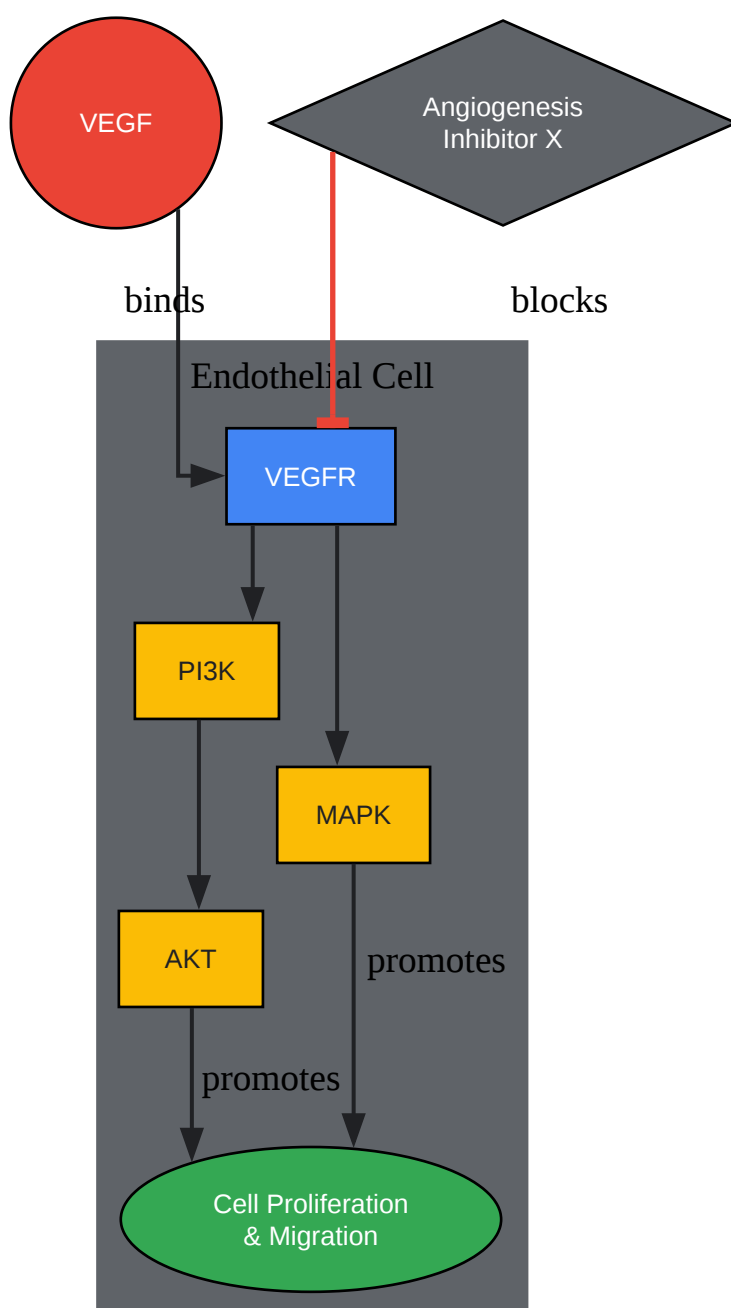 VEGF
Angiogenesis
Inhibitor X
binds
blocks
Endothelial Cell
VEGFR
PI3K
MAPK
AKT
promotes
promotes
Cell Proliferation
& Migration